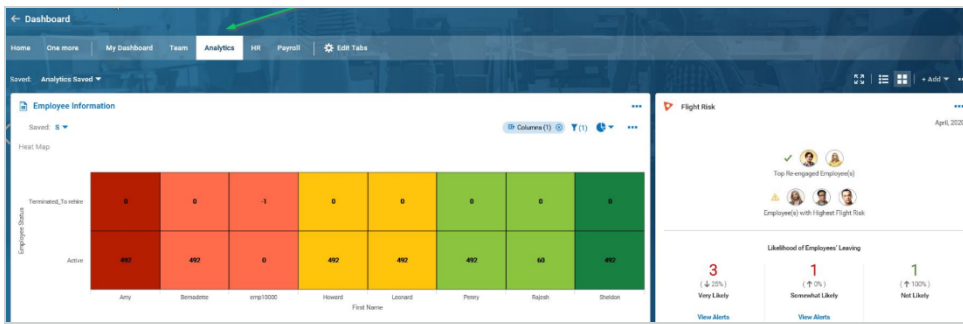 ← Dashboard
Home One more My Dashboard Team Analytics HR Payroll Edit Tabs
Saved: Analytics Saved
+ Add
Employee Information
Saved: S
Columns (1)
(1)
Heat Map
Employee Status
Terminated_To rehire 0 0 -1 0 0 0 0 0
Active 492 492 0 492 492 492 60 492
Amy Bernadette emp10000 Howard Leonard Penny Rajesh Sheldon
First Name
Flight Risk
April, 2020
Top Re-engaged Employee(s)
Employee(s) with Highest Flight Risk
Likelihood of Employees' Leaving
3 1 1
(↓ 25%) (↑ 0%) (↑ 100%)
Very Likely Somewhat Likely Not Likely
View Alerts View Alerts